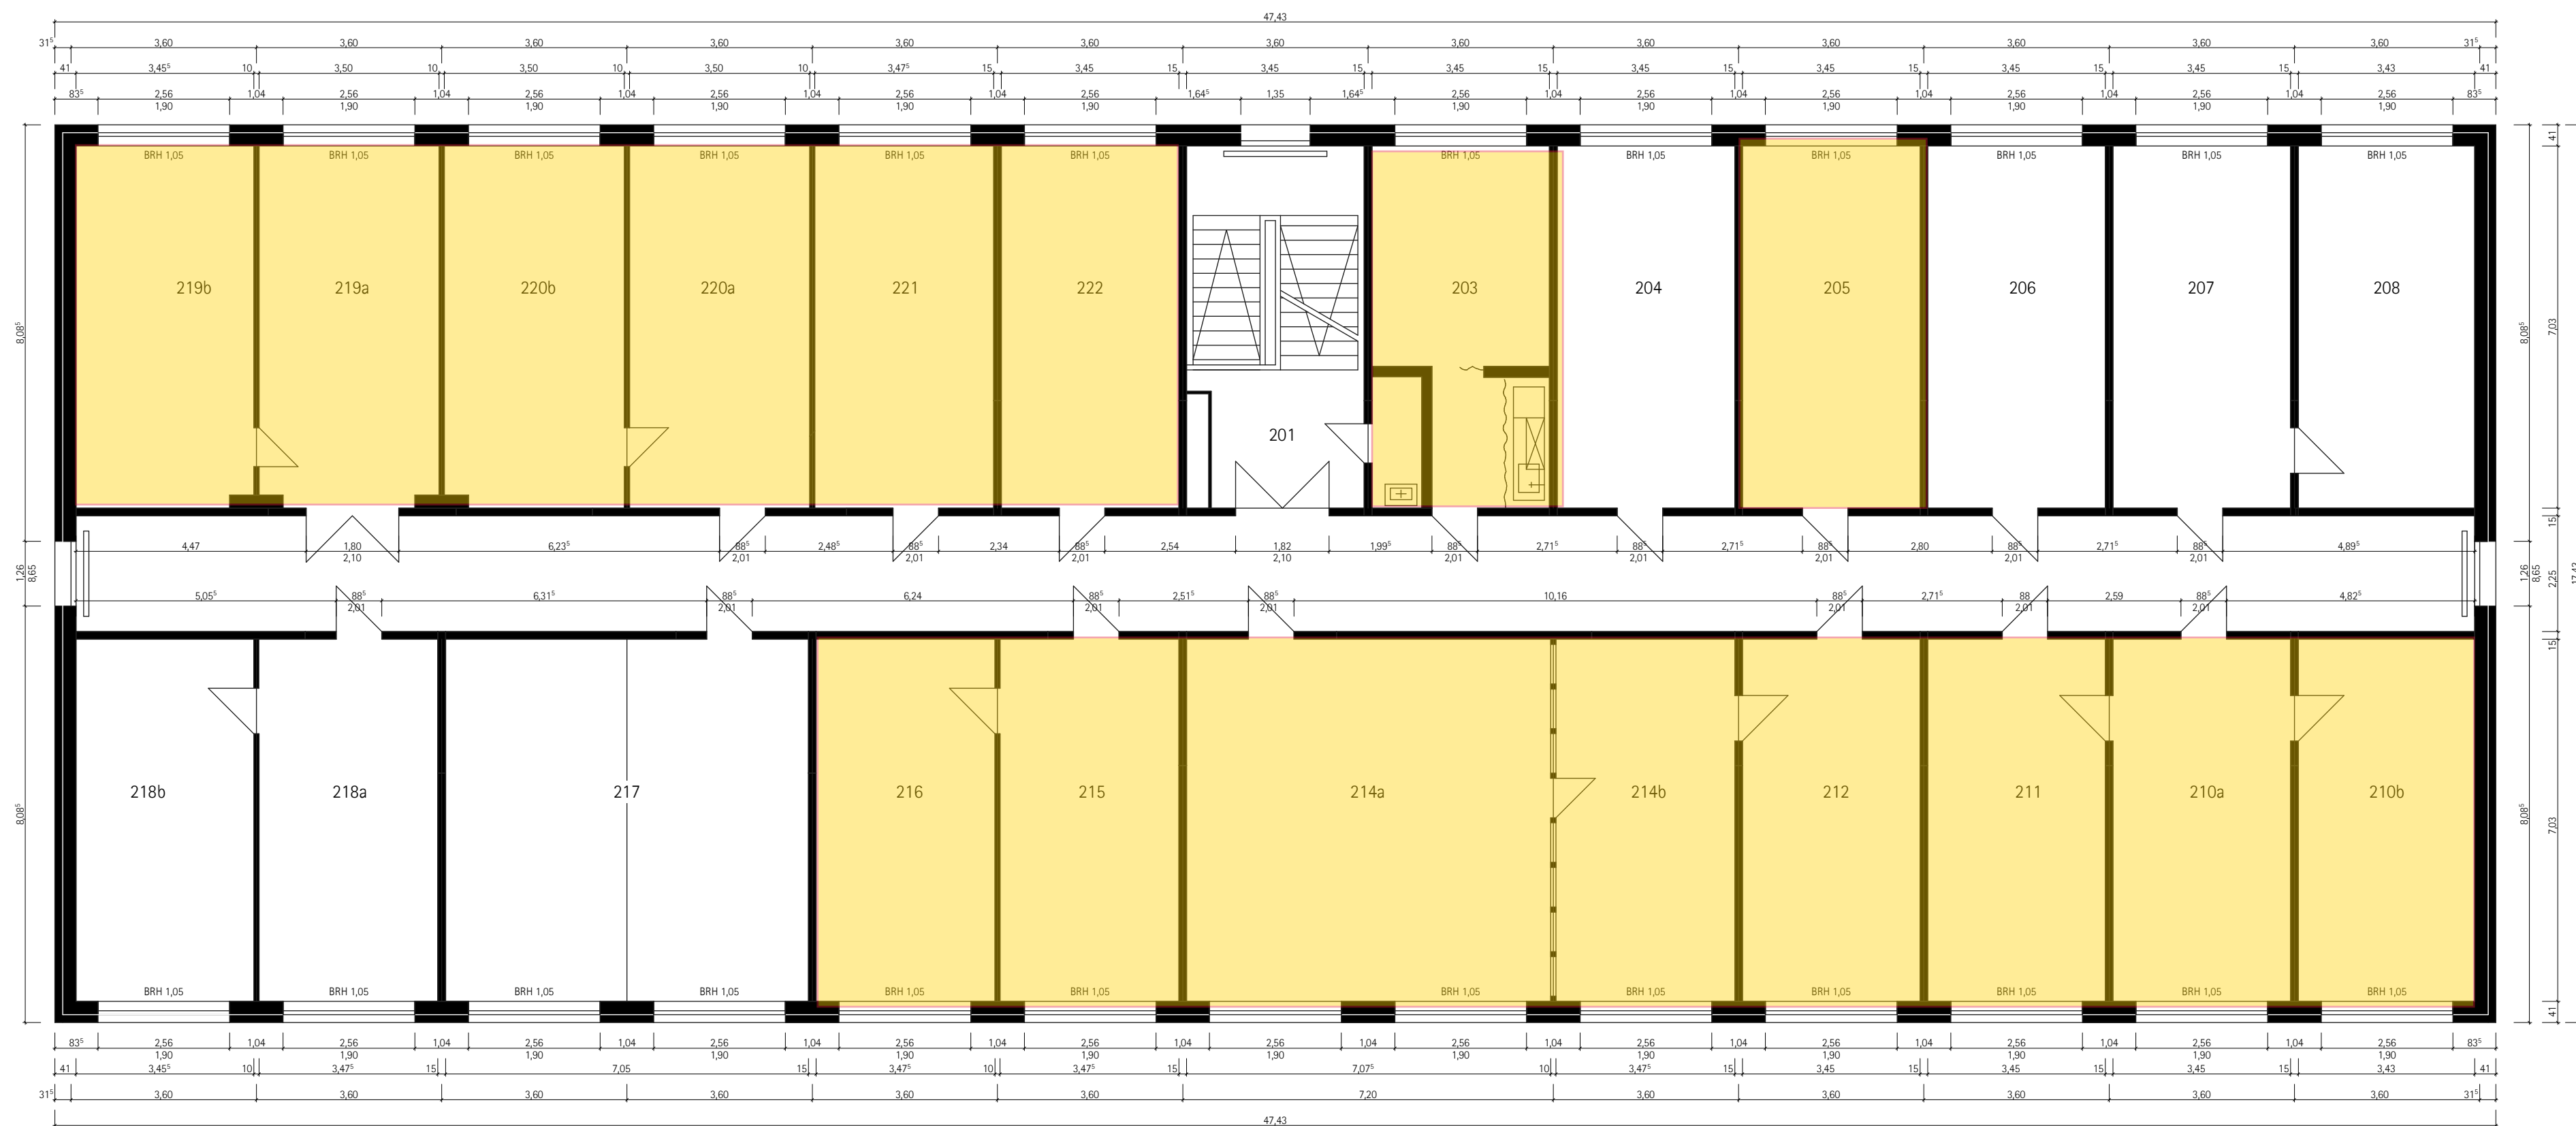 47,43
31⁵ 3,60 3,60 3,60 3,60 3,60 3,60 3,60 3,60 3,60 3,60 3,60 3,60 3,60 31⁵
41 3,45⁵ 10 3,50 10 3,50 10 3,50 10 3,47⁵ 15 3,45 15 3,45 15 3,45 15 3,45 15 3,45 15 3,45 15 3,45 15 3,43 41
83⁵ 2,56 1,04 2,56 1,04 2,56 1,04 2,56 1,04 2,56 1,04 2,56 1,64⁵ 1,35 1,64⁵ 2,56 1,04 2,56 1,04 2,56 1,04 2,56 1,04 2,56 1,04 2,56 83⁵
1,90 1,90 1,90 1,90 1,90 1,90 1,90 1,90 1,90 1,90 1,90 1,90
BRH 1,05 BRH 1,05 BRH 1,05 BRH 1,05 BRH 1,05 BRH 1,05 BRH 1,05 BRH 1,05 BRH 1,05 BRH 1,05 BRH 1,05 BRH 1,05
41
219b 219a 220b 220a 221 222 203 204 205 206 207 208
8,08⁵ 8,08⁵ 7,03
201
15
4,47 1,80 6,23⁵ 88⁵ 2,48⁵ 88⁵ 2,34 88⁵ 2,54 1,82 1,99⁵ 88⁵ 2,71⁵ 88⁵ 2,71⁵ 88⁵ 2,80 88⁵ 2,71⁵ 88⁵ 4,89⁵
2,10 2,01 2,01 2,01 2,10 2,01 2,01 2,01 2,01 2,01
1,26 8,65 1,26 8,65 2,25 17,42
5,05⁵ 88⁵ 6,31⁵ 88⁵ 6,24 88⁵ 2,51⁵ 88⁵ 10,16 88⁵ 2,71⁵ 88 2,59 88⁵ 4,82⁵
2,01 2,01 2,01 2,01 2,01 2,01 2,01
15
218b 218a 217 216 215 214a 214b 212 211 210a 210b
8,08⁵ 8,08⁵ 7,03
BRH 1,05 BRH 1,05 BRH 1,05 BRH 1,05 BRH 1,05 BRH 1,05 BRH 1,05 BRH 1,05 BRH 1,05 BRH 1,05 BRH 1,05 BRH 1,05
41
83⁵ 2,56 1,04 2,56 1,04 2,56 1,04 2,56 1,04 2,56 1,04 2,56 1,04 2,56 1,04 2,56 1,04 2,56 1,04 2,56 1,04 2,56 1,04 2,56 1,04 2,56 83⁵
1,90 1,90 1,90 1,90 1,90 1,90 1,90 1,90 1,90 1,90 1,90 1,90 1,90
41 3,45⁵ 10 3,47⁵ 15 7,05 15 3,47⁵ 10 3,47⁵ 15 7,07⁵ 10 3,47⁵ 15 3,45 15 3,45 15 3,45 15 3,43 41
31⁵ 3,60 3,60 3,60 3,60 3,60 3,60 7,20 3,60 3,60 3,60 3,60 3,60 31⁵
47,43